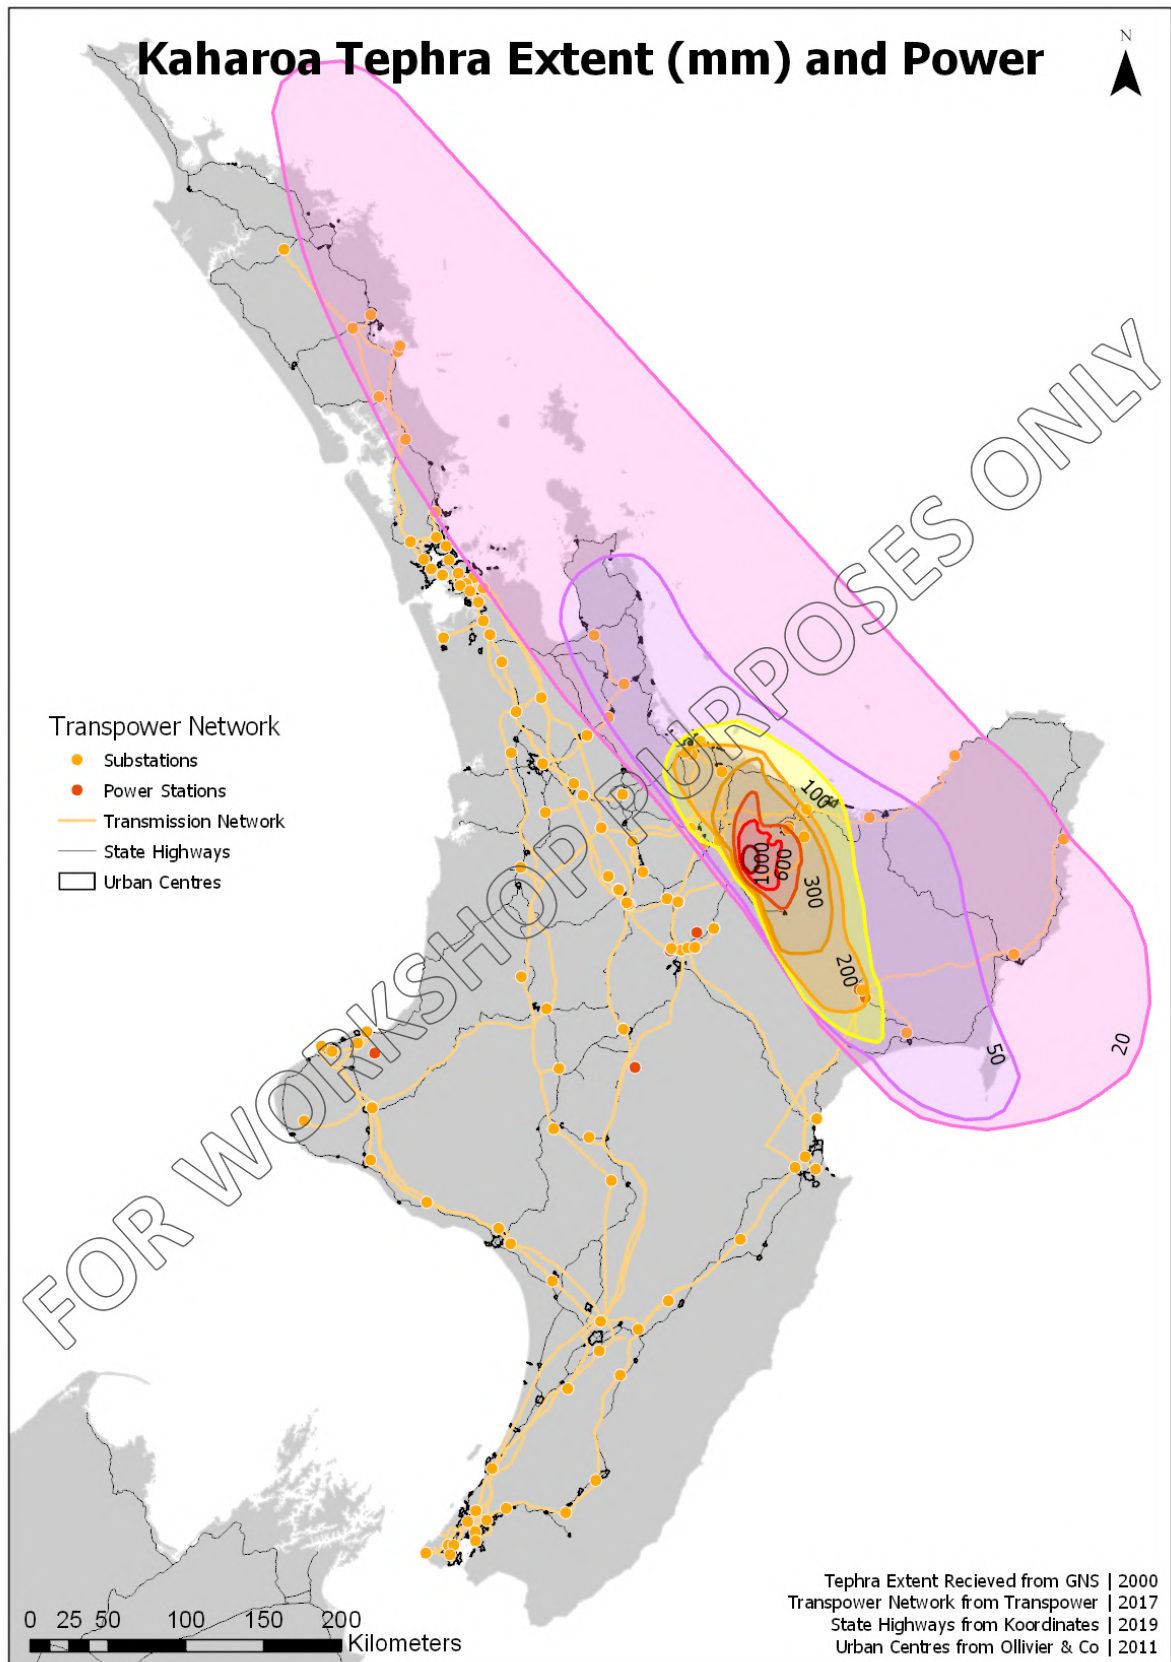 Kaharoa Tephra Extent (mm) and Power
N
FOR WORKSHOP PURPOSES ONLY
Transpower Network
Substations
Power Stations
Transmission Network
State Highways
Urban Centres
100
1000
600
300
200
50
20
Tephra Extent Recieved from GNS | 2000
Transpower Network from Transpower | 2017
State Highways from Koordinates | 2019
Urban Centres from Ollivier & Co | 2011
0 25 50 100 150 200
Kilometers